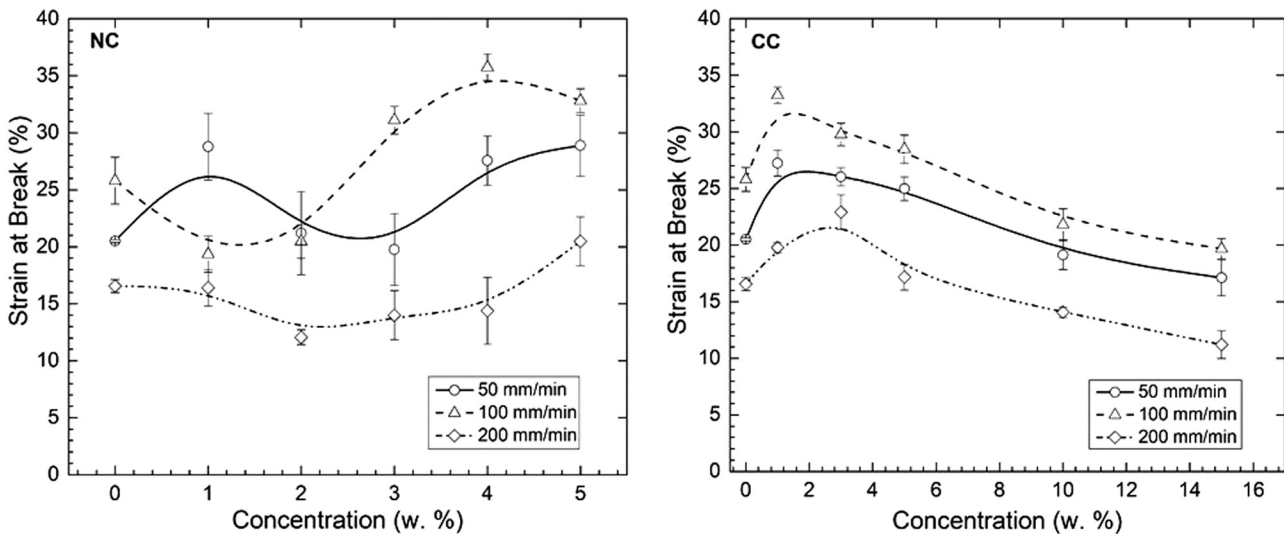 NC
Strain at Break (%)
40
35
30
25
20
15
10
5
0
50 mm/min
100 mm/min
200 mm/min
0 1 2 3 4 5
Concentration (w. %)
CC
Strain at Break (%)
40
35
30
25
20
15
10
5
0
50 mm/min
100 mm/min
200 mm/min
0 2 4 6 8 10 12 14 16
Concentration (w. %)